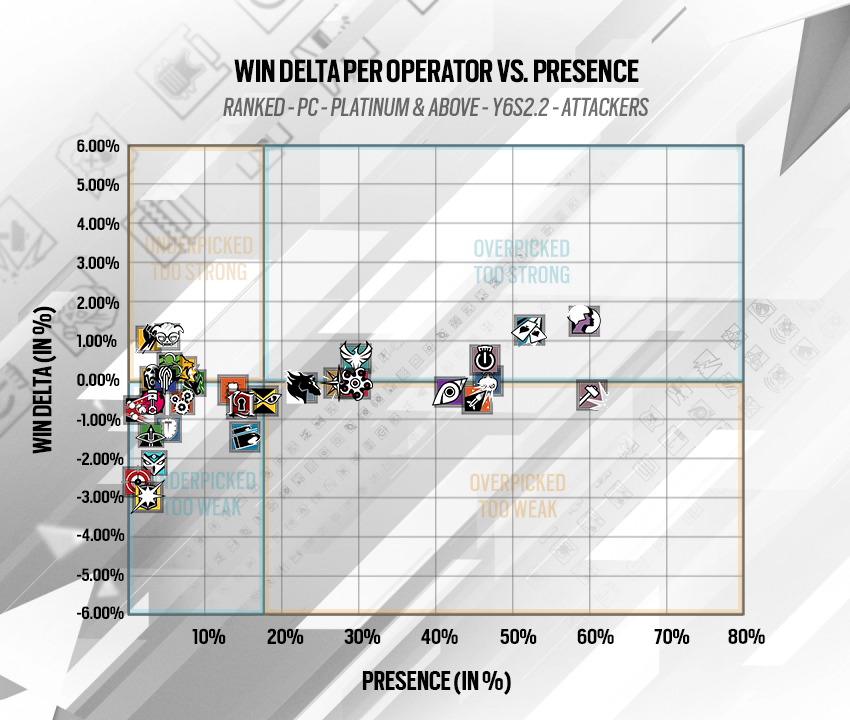 WIN DELTA PER OPERATOR VS. PRESENCE
RANKED - PC - PLATINUM & ABOVE - Y6S2.2 - ATTACKERS
6.00%
5.00%
4.00%
3.00%
2.00%
1.00%
0.00%
-1.00%
-2.00%
-3.00%
-4.00%
-5.00%
-6.00%
WIN DELTA (IN %)
UNDERPICKED
TOO STRONG
OVERPICKED
TOO STRONG
UNDERPICKED
TOO WEAK
OVERPICKED
TOO WEAK
10%
20%
30%
40%
50%
60%
70%
80%
PRESENCE (IN %)